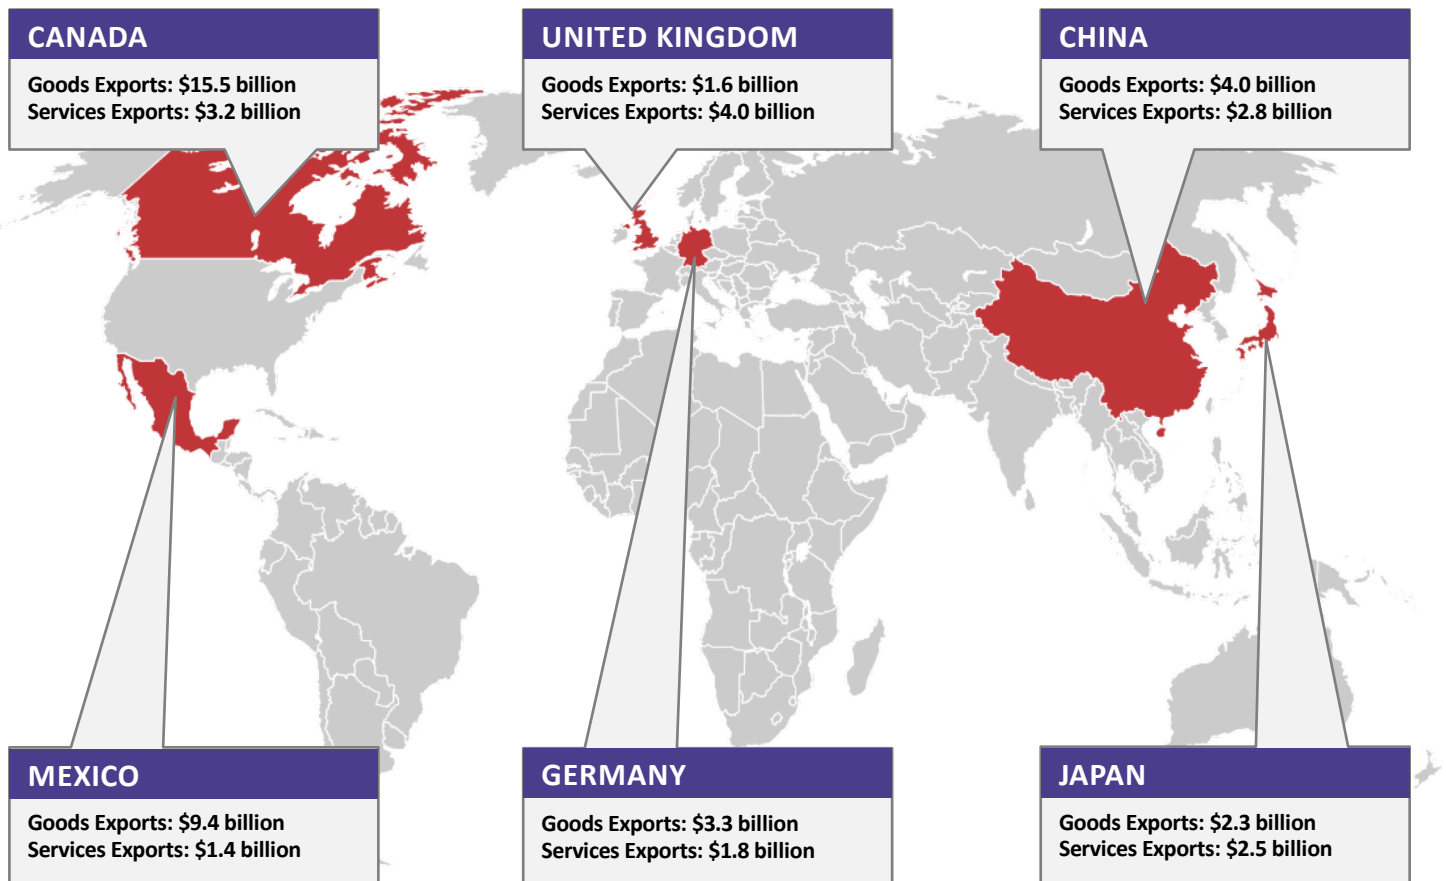 CANADA
Goods Exports: $15.5 billion
Services Exports: $3.2 billion
UNITED KINGDOM
Goods Exports: $1.6 billion
Services Exports: $4.0 billion
CHINA
Goods Exports: $4.0 billion
Services Exports: $2.8 billion
MEXICO
Goods Exports: $9.4 billion
Services Exports: $1.4 billion
GERMANY
Goods Exports: $3.3 billion
Services Exports: $1.8 billion
JAPAN
Goods Exports: $2.3 billion
Services Exports: $2.5 billion